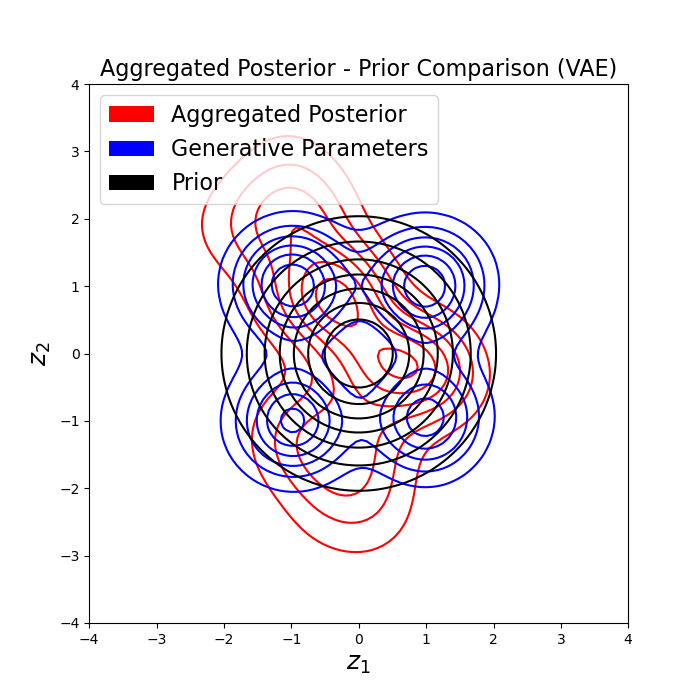 Aggregated Posterior - Prior Comparison (VAE)
Aggregated Posterior
Generative Parameters
Prior
4
3
2
1
0
−1
−2
−3
−4
z2
−4 −3 −2 −1 0 1 2 3 4
z1